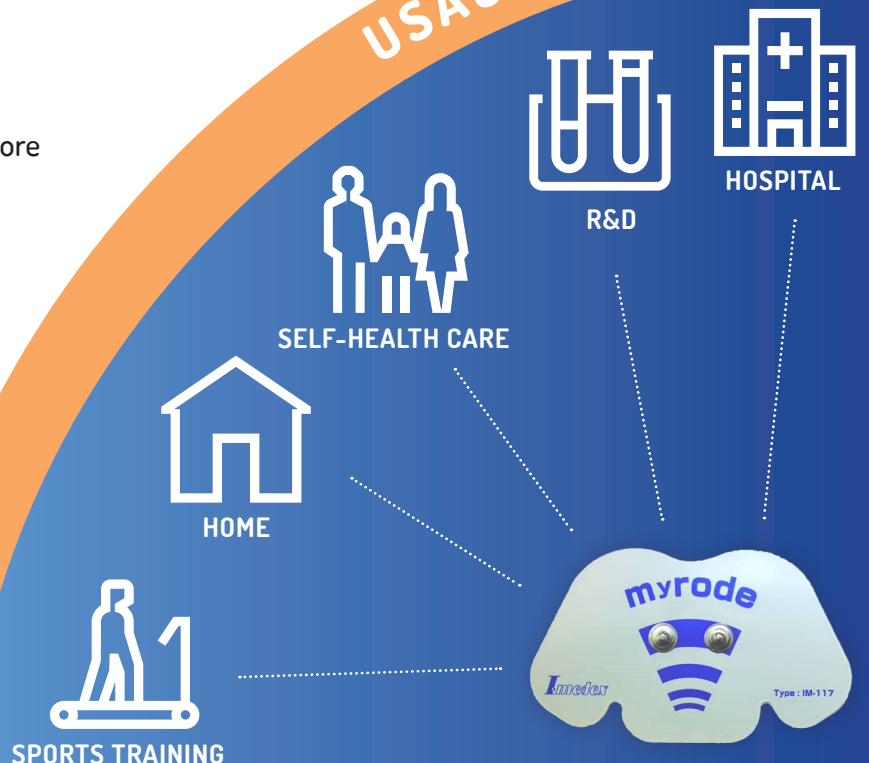 USAG
ore
HOSPITAL
R&D
SELF-HEALTH CARE
HOME
myrode
Imedex
Type : IM-117
SPORTS TRAINING